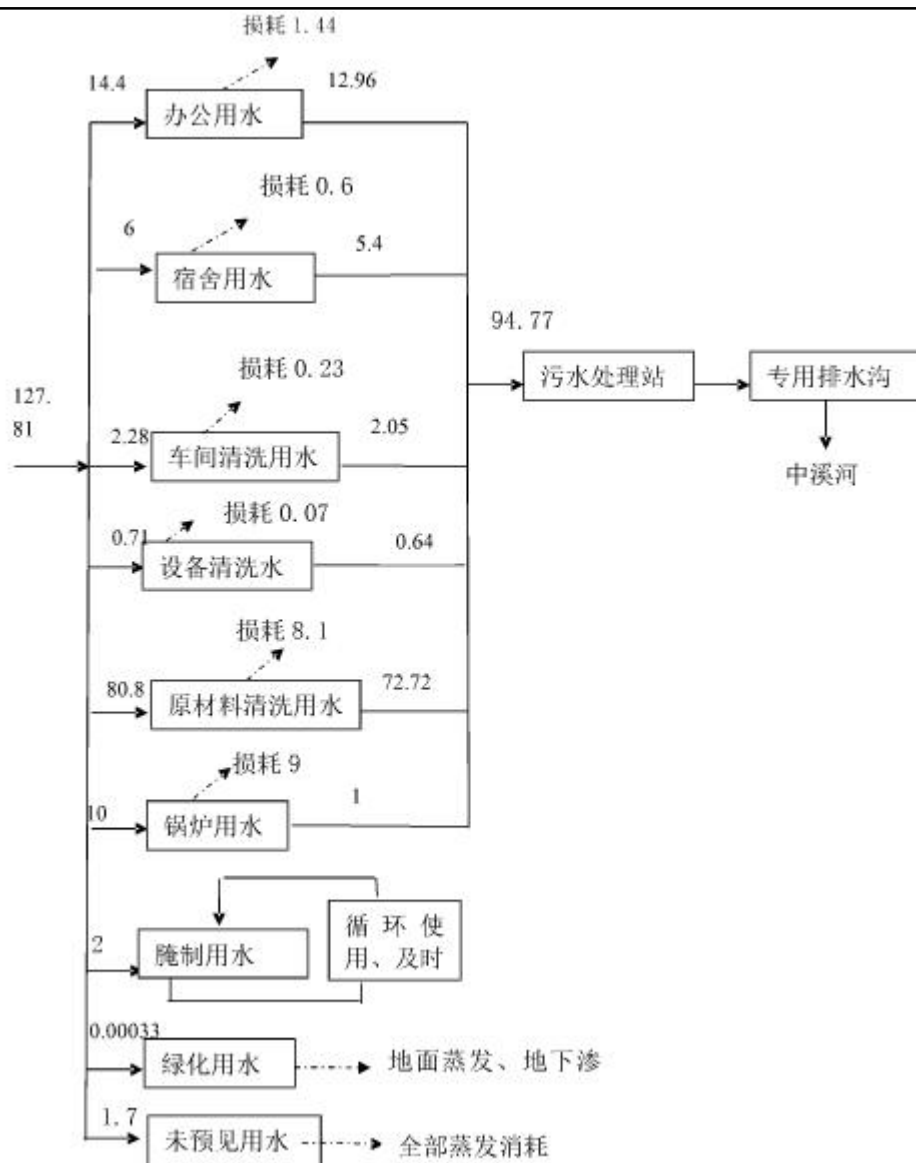 损耗 1.44
14.4
12.96
办公用水
损耗 0.6
6
5.4
宿舍用水
94.77
污水处理站
专用排水沟
损耗 0.23
127.
81
2.28
2.05
车间清洗用水
中溪河
损耗 0.07
0.71
0.64
设备清洗水
损耗 8.1
80.8
72.72
原材料清洗用水
损耗 9
10
1
锅炉用水
循环使
用、及时
2
腌制用水
0.00033
绿化用水
地面蒸发、地下渗
1,7
未预见用水
全部蒸发消耗